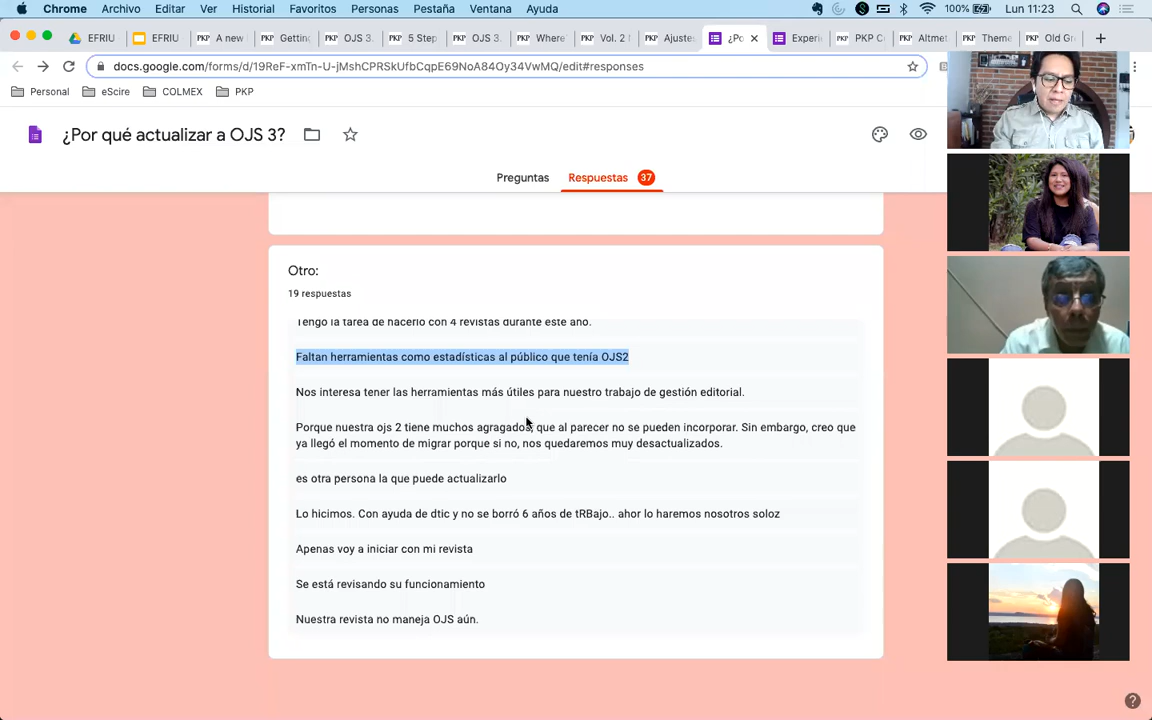 Chrome Archivo Editar Ver Historial Favoritos Personas Pestaña Ventana Ayuda 100% Lun 11:23
EFRIU EFRIU A new Getting OJS 3. 5 Step OJS 3. Where Vol. 2 Ajuste ¿Po Experi PKP C Altmet Theme Old Gr
docs.google.com/forms/d/19ReF-xmTn-U-jMshCPRSkUfbCqpE69NoA84Oy34VwMQ/edit#responses
Personal eScire COLMEX PKP
¿Por qué actualizar a OJS 3?
Preguntas Respuestas 37
Otro:
19 respuestas
Tengo la tarea de hacerlo con 4 revistas durante este año.
Faltan herramientas como estadísticas al público que tenía OJS2
Nos interesa tener las herramientas más útiles para nuestro trabajo de gestión editorial.
Porque nuestra ojs 2 tiene muchos agragados, que al parecer no se pueden incorporar. Sin embargo, creo que
ya llegó el momento de migrar porque si no, nos quedaremos muy desactualizados.
es otra persona la que puede actualizarlo
Lo hicimos. Con ayuda de dtic y no se borró 6 años de tRBajo.. ahor lo haremos nosotros soloz
Apenas voy a iniciar con mi revista
Se está revisando su funcionamiento
Nuestra revista no maneja OJS aún.